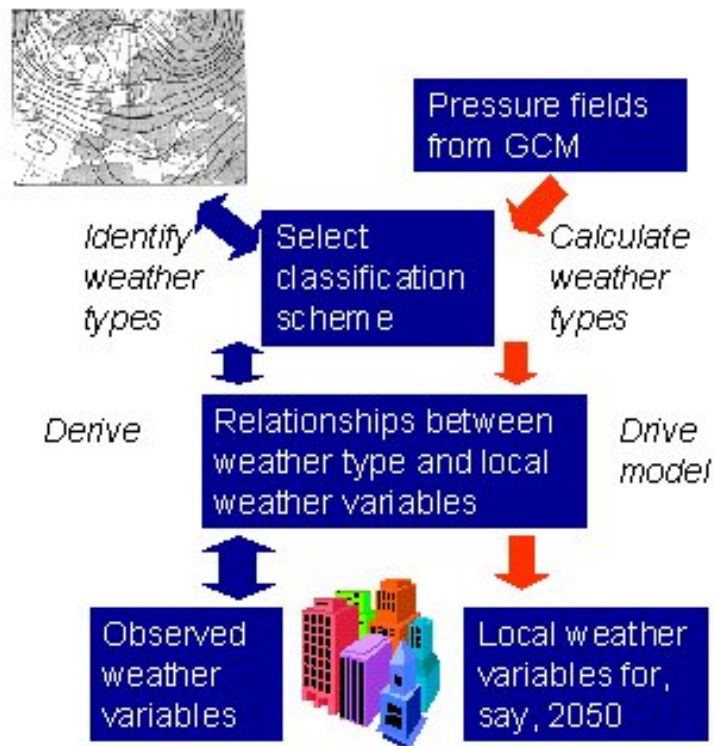 Pressure fields
from GCM
Identify
weather
types
Select
classification
scheme
Calculate
weather
types
Derive
Relationships between
weather type and local
weather variables
Drive
model
Observed
weather
variables
Local weather
variables for,
say, 2050